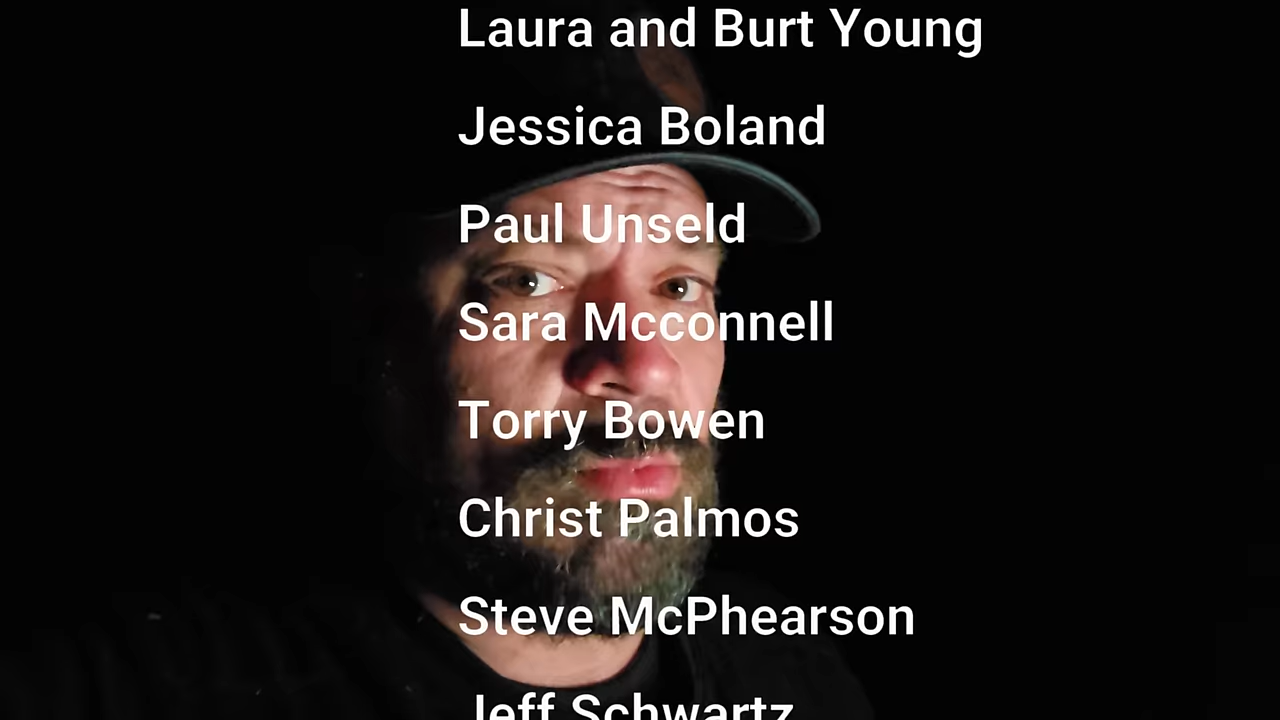 Laura and Burt Young
Jessica Boland
Paul Unseld
Sara Mcconnell
Torry Bowen
Christ Palmos
Steve McPhearson
Jeff Schwartz